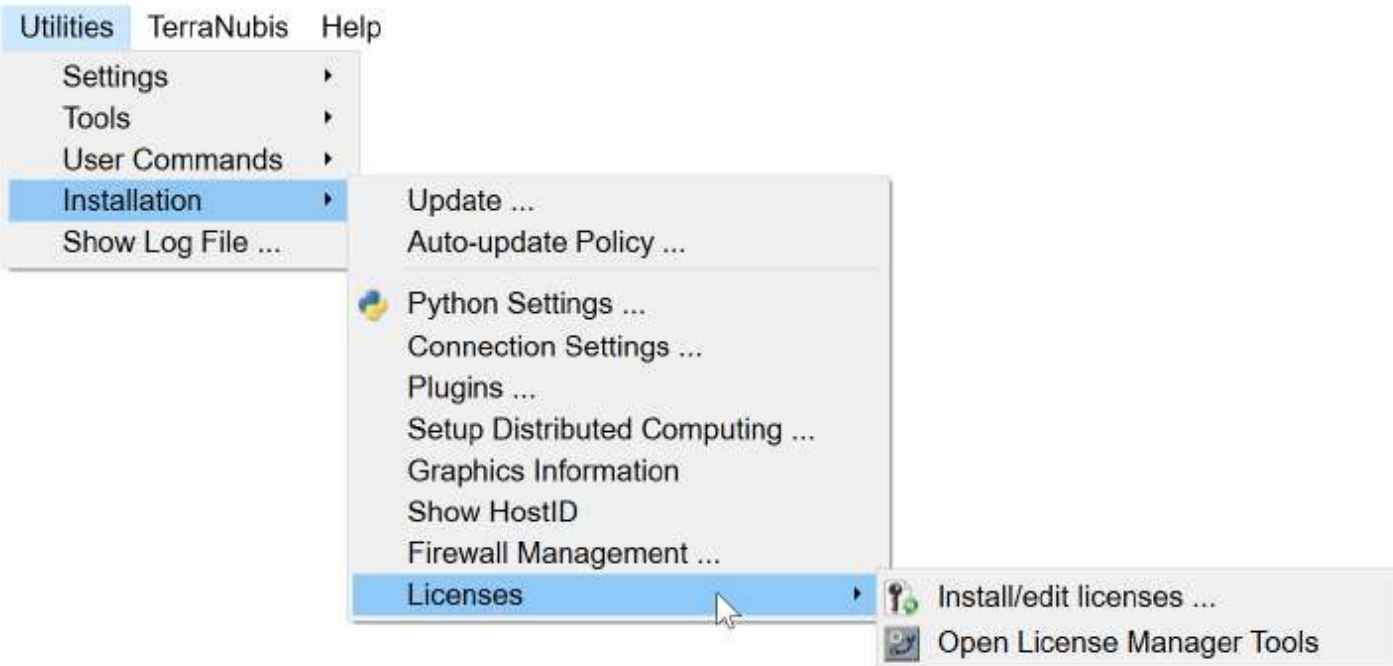 Utilities TerraNubis Help
Settings
Tools
User Commands
Installation
Show Log File ...
Update ...
Auto-update Policy ...
Python Settings ...
Connection Settings ...
Plugins ...
Setup Distributed Computing ...
Graphics Information
Show HostID
Firewall Management ...
Licenses
Install/edit licenses ...
Open License Manager Tools